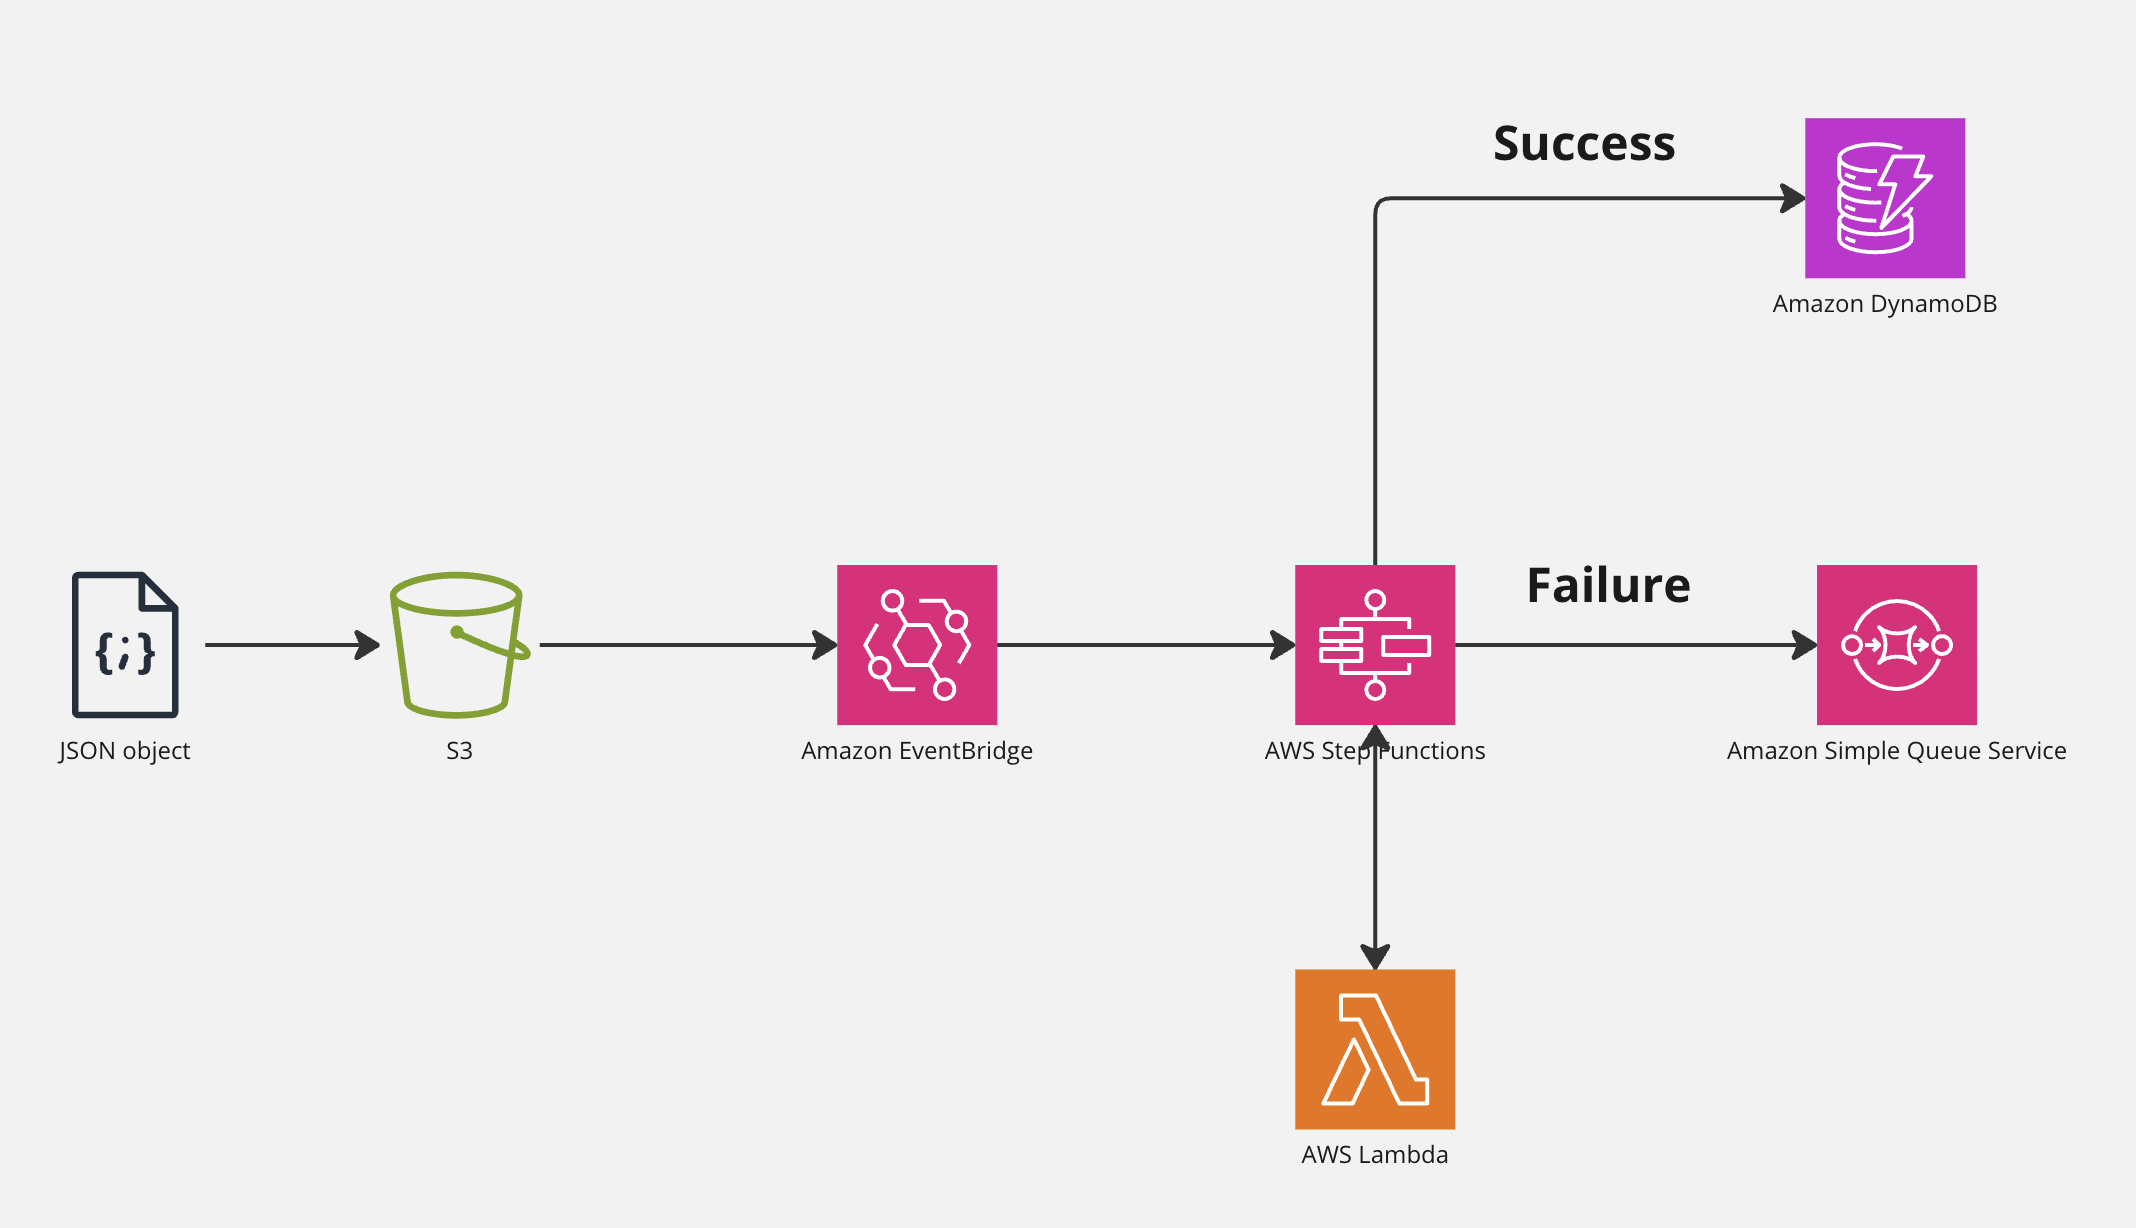 Success
Amazon DynamoDB
Failure
{;}
JSON object
S3
Amazon EventBridge
AWS Step Functions
Amazon Simple Queue Service
AWS Lambda